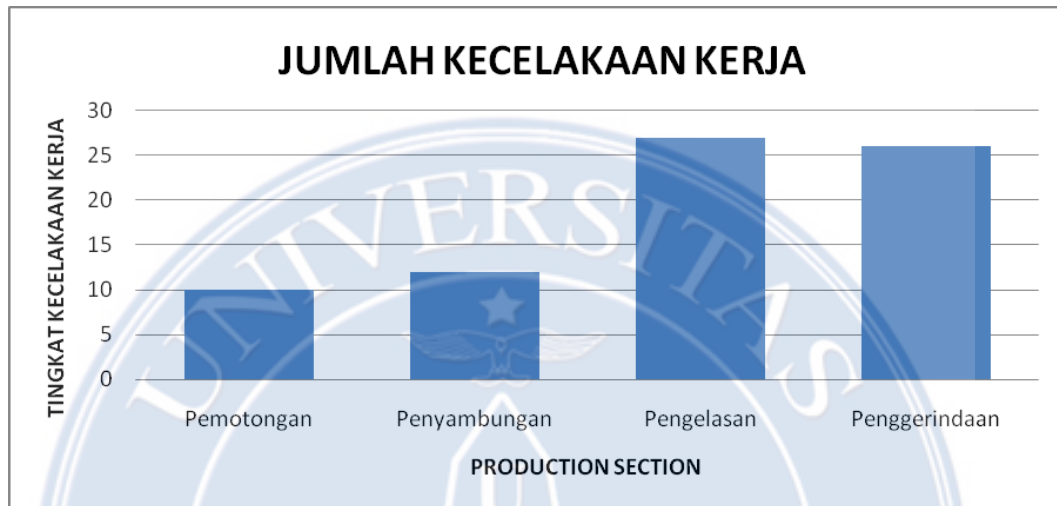 JUMLAH KECELAKAAN KERJA
TINGKAT KECELAKAAN KERJA
30
25
20
15
10
5
0
Pemotongan Penyambungan Pengelasan Penggerindaan
PRODUCTION SECTION
UNIVERSITAS